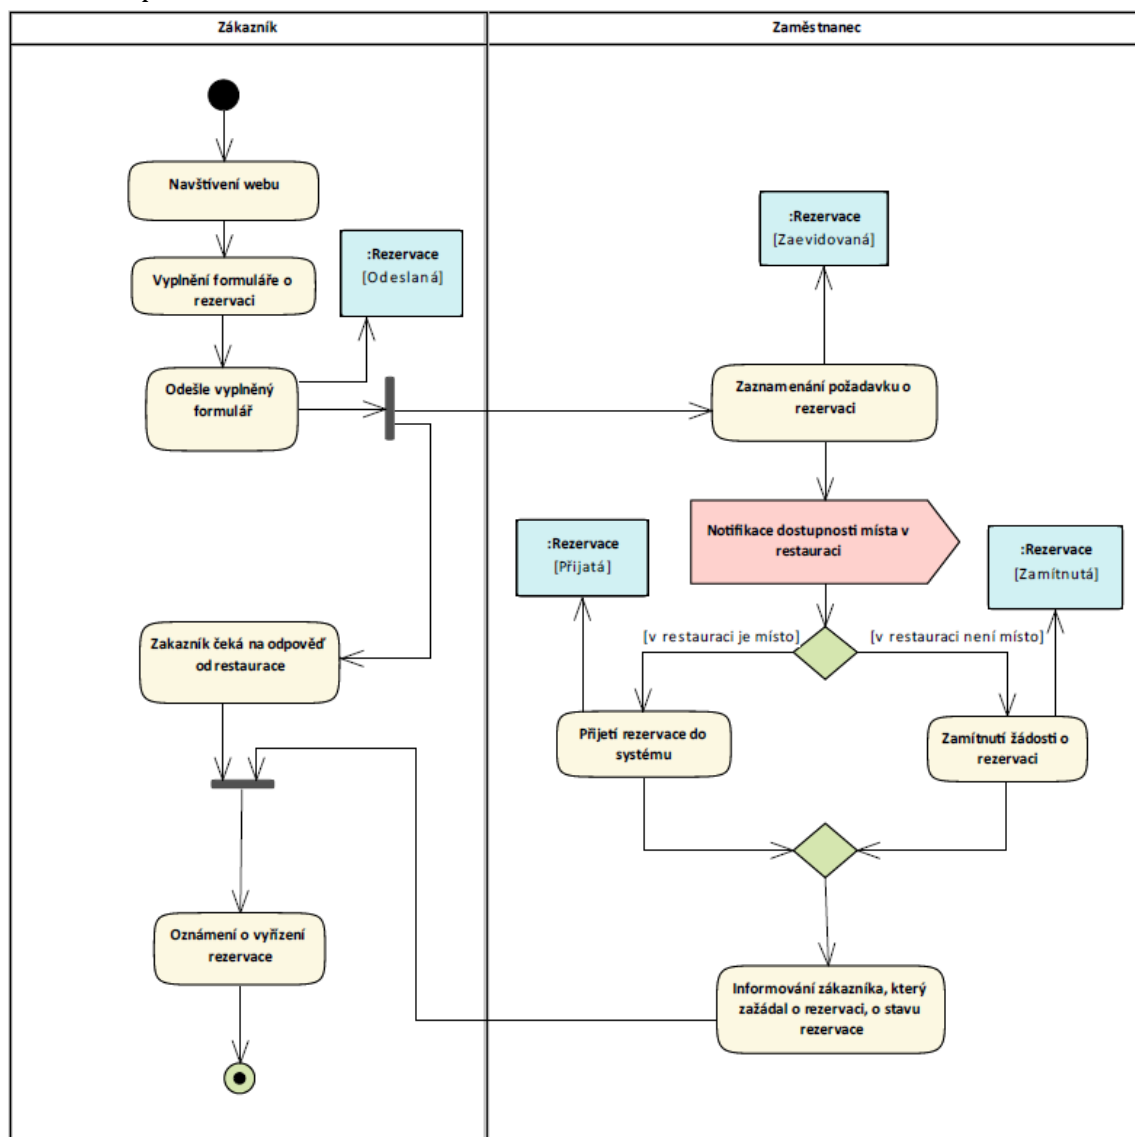 Zákazník
Zaměstnanec
Navštívení webu
:Rezervace
[Zaevidovaná]
:Rezervace
[Odeslaná]
Vyplnění formuláře o
rezervaci
Odešle vyplněný
formulář
Zaznamenání požadavku o
rezervaci
Notifikace dostupnosti místa v
restauraci
:Rezervace
[Přijatá]
:Rezervace
[Zamítnutá]
[v restauraci je místo]
[v restauraci není místo]
Zakazník čeká na odpověď
od restaurace
Přijetí rezervace do
systému
Zamítnutí žádosti o
rezervaci
Oznámení o vyřízení
rezervace
Informování zákazníka, který
zažádal o rezervaci, o stavu
rezervace